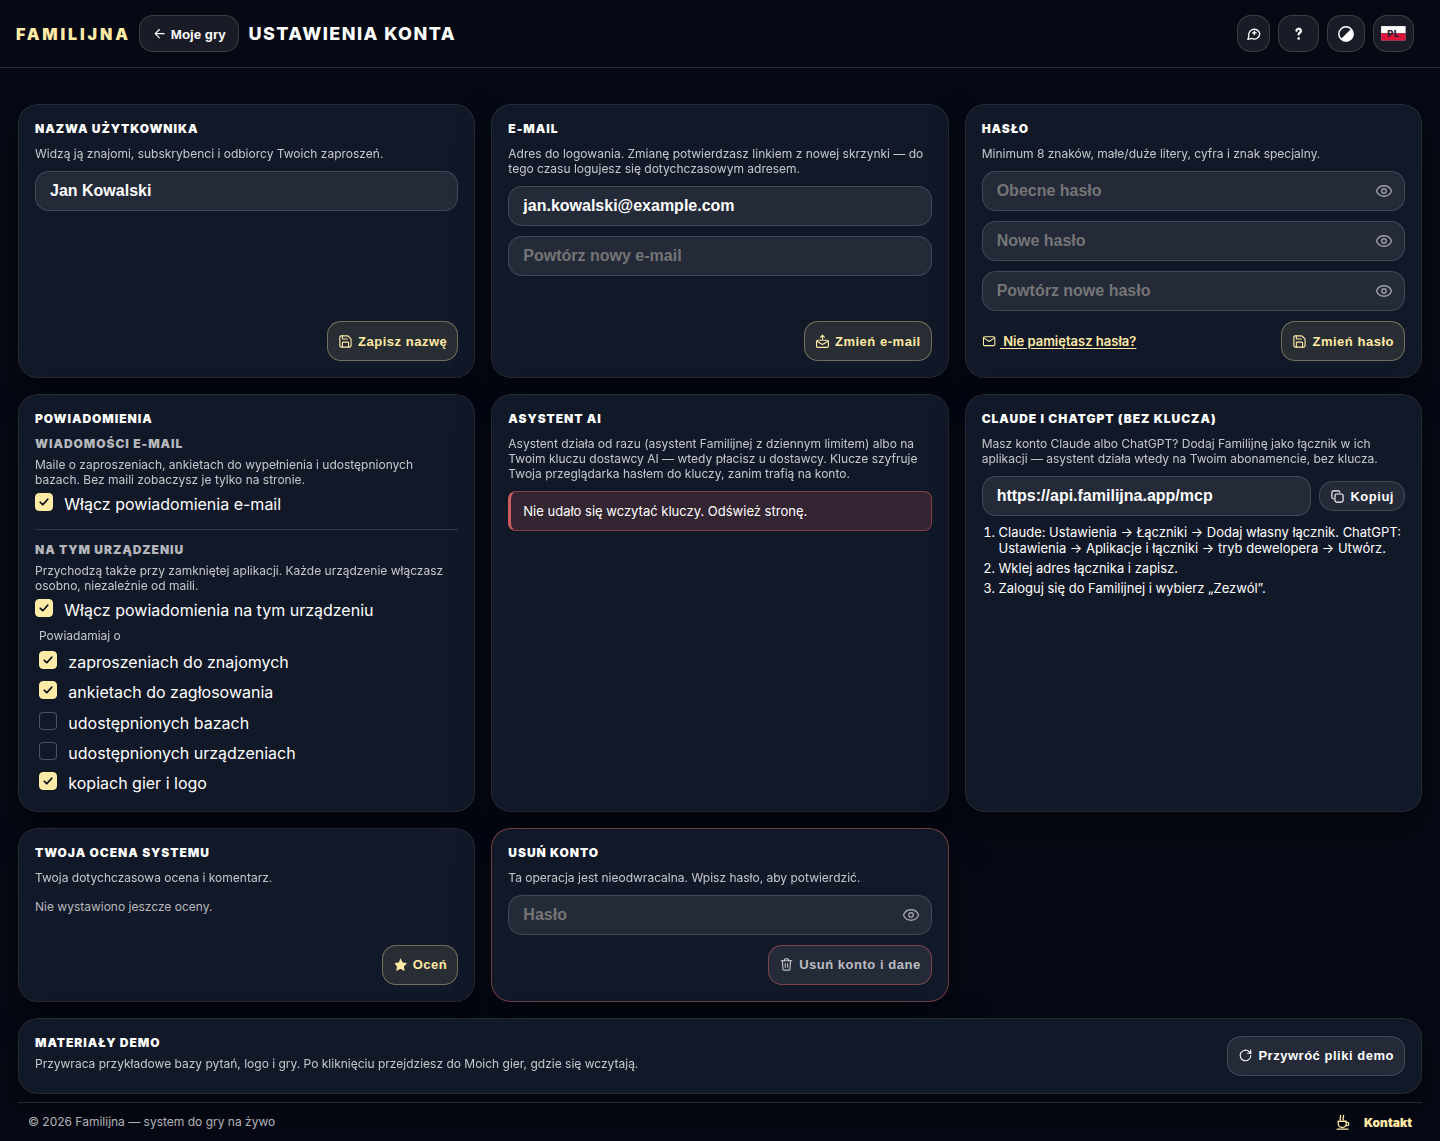 FAMILIJNA
Moje gry
USTAWIENIA KONTA
?
PL
NAZWA UŻYTKOWNIKA
Widzą ją znajomi, subskrybenci i odbiorcy Twoich zaproszeń.
Jan Kowalski
Zapisz nazwę
E-MAIL
Adres do logowania. Zmianę potwierdzasz linkiem z nowej skrzynki — do
tego czasu logujesz się dotychczasowym adresem.
jan.kowalski@example.com
Powtórz nowy e-mail
Zmień e-mail
HASŁO
Minimum 8 znaków, małe/duże litery, cyfra i znak specjalny.
Obecne hasło
Nowe hasło
Powtórz nowe hasło
Nie pamiętasz hasła?
Zmień hasło
POWIADOMIENIA
WIADOMOŚCI E-MAIL
Maile o zaproszeniach, ankietach do wypełnienia i udostępnionych
bazach. Bez maili zobaczysz je tylko na stronie.
Włącz powiadomienia e-mail
NA TYM URZĄDZENIU
Przychodzą także przy zamkniętej aplikacji. Każde urządzenie włączasz
osobno, niezależnie od maili.
Włącz powiadomienia na tym urządzeniu
Powiadamiaj o
zaproszeniach do znajomych
ankietach do zagłosowania
udostępnionych bazach
udostępnionych urządzeniach
kopiach gier i logo
ASYSTENT AI
Asystent działa od razu (asystent Familijnej z dziennym limitem) albo na
Twoim kluczu dostawcy AI — wtedy płacisz u dostawcy. Klucze szyfruje
Twoja przeglądarka hasłem do kluczy, zanim trafią na konto.
Nie udało się wczytać kluczy. Odśwież stronę.
CLAUDE I CHATGPT (BEZ KLUCZA)
Masz konto Claude albo ChatGPT? Dodaj Familijnę jako łącznik w ich
aplikacji — asystent działa wtedy na Twoim abonamencie, bez klucza.
https://api.familijna.app/mcp
Kopiuj
1. Claude: Ustawienia → Łączniki → Dodaj własny łącznik. ChatGPT:
Ustawienia → Aplikacje i łączniki → tryb dewelopera → Utwórz.
2. Wklej adres łącznika i zapisz.
3. Zaloguj się do Familijnej i wybierz „Zezwól”.
TWOJA OCENA SYSTEMU
Twoja dotychczasowa ocena i komentarz.
Nie wystawiono jeszcze oceny.
Oceń
USUŃ KONTO
Ta operacja jest nieodwracalna. Wpisz hasło, aby potwierdzić.
Hasło
Usuń konto i dane
MATERIAŁY DEMO
Przywraca przykładowe bazy pytań, logo i gry. Po kliknięciu przejdziesz do Moich gier, gdzie się wczytają.
Przywróć pliki demo
© 2026 Familijna — system do gry na żywo
Kontakt